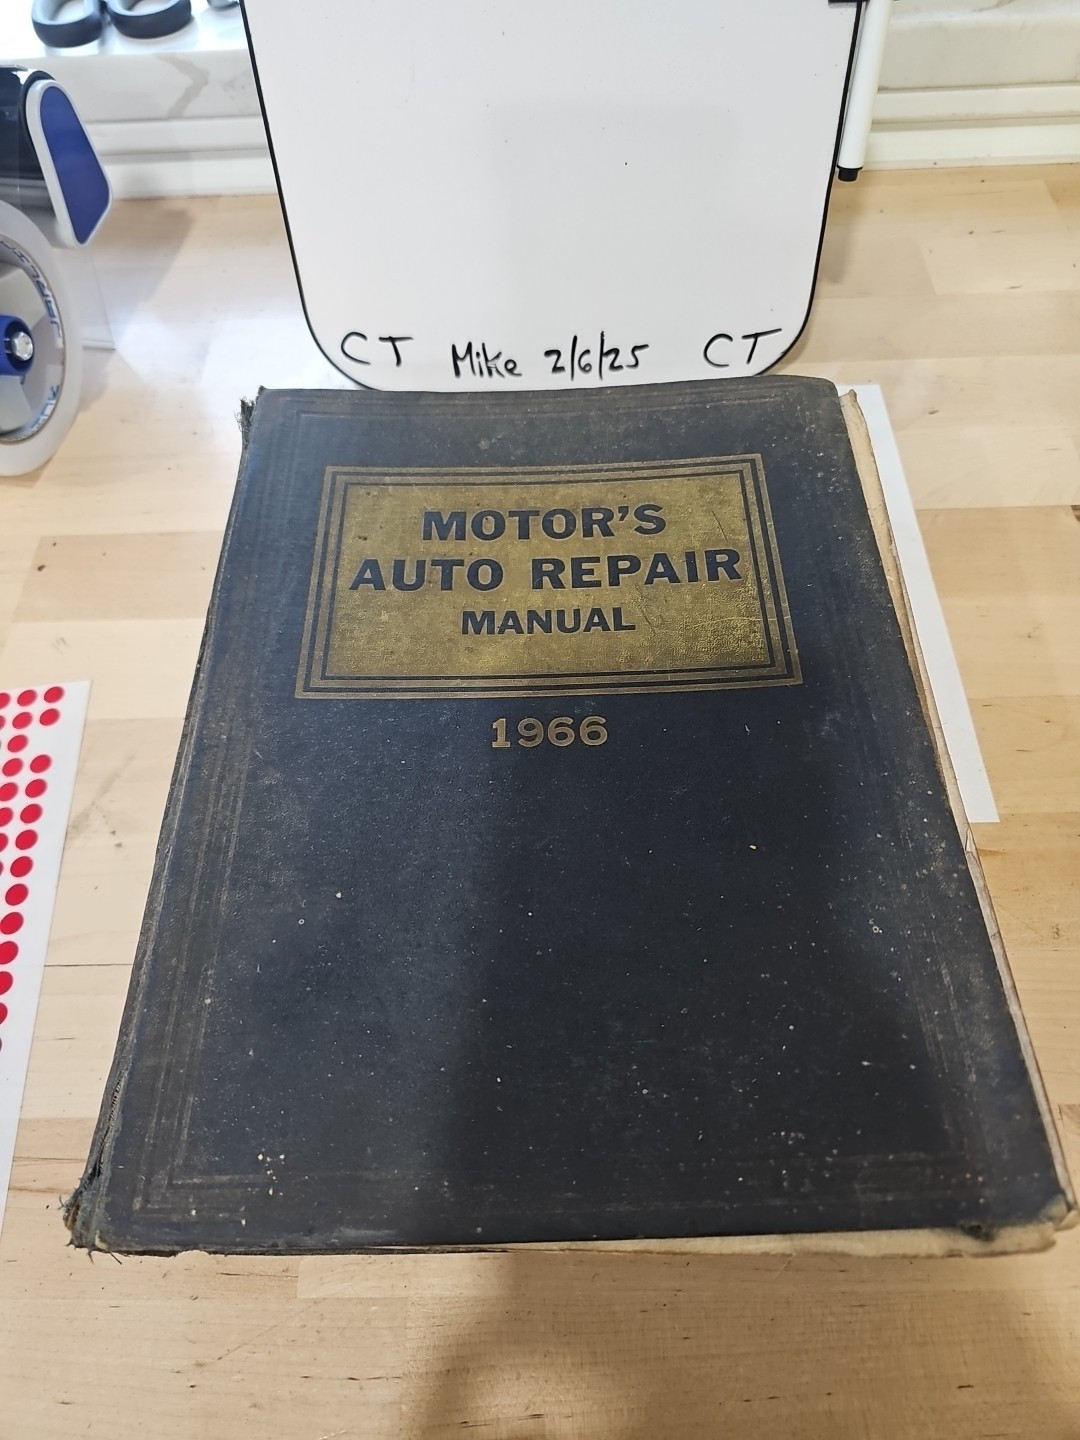 CT Mike 2/6/25 CT
MOTOR'S
AUTO REPAIR
MANUAL
1966